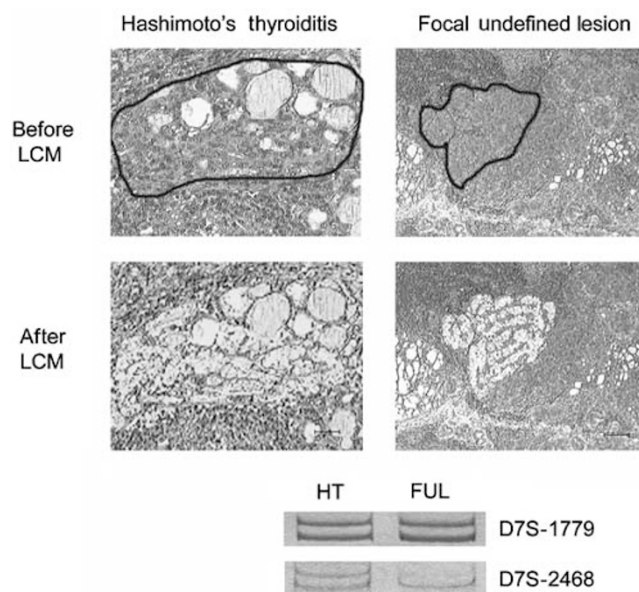 Hashimoto's thyroiditis
Focal undefined lesion
Before
LCM
After
LCM
HT
FUL
D7S-1779
D7S-2468